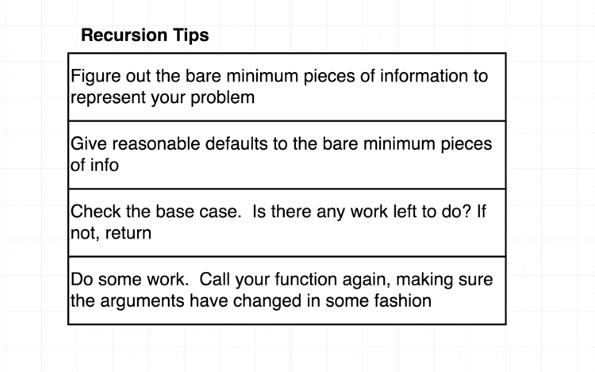 Recursion Tips
Figure out the bare minimum pieces of information to
represent your problem
Give reasonable defaults to the bare minimum pieces
of info
Check the base case.  Is there any work left to do? If
not, return
Do some work.  Call your function again, making sure
the arguments have changed in some fashion